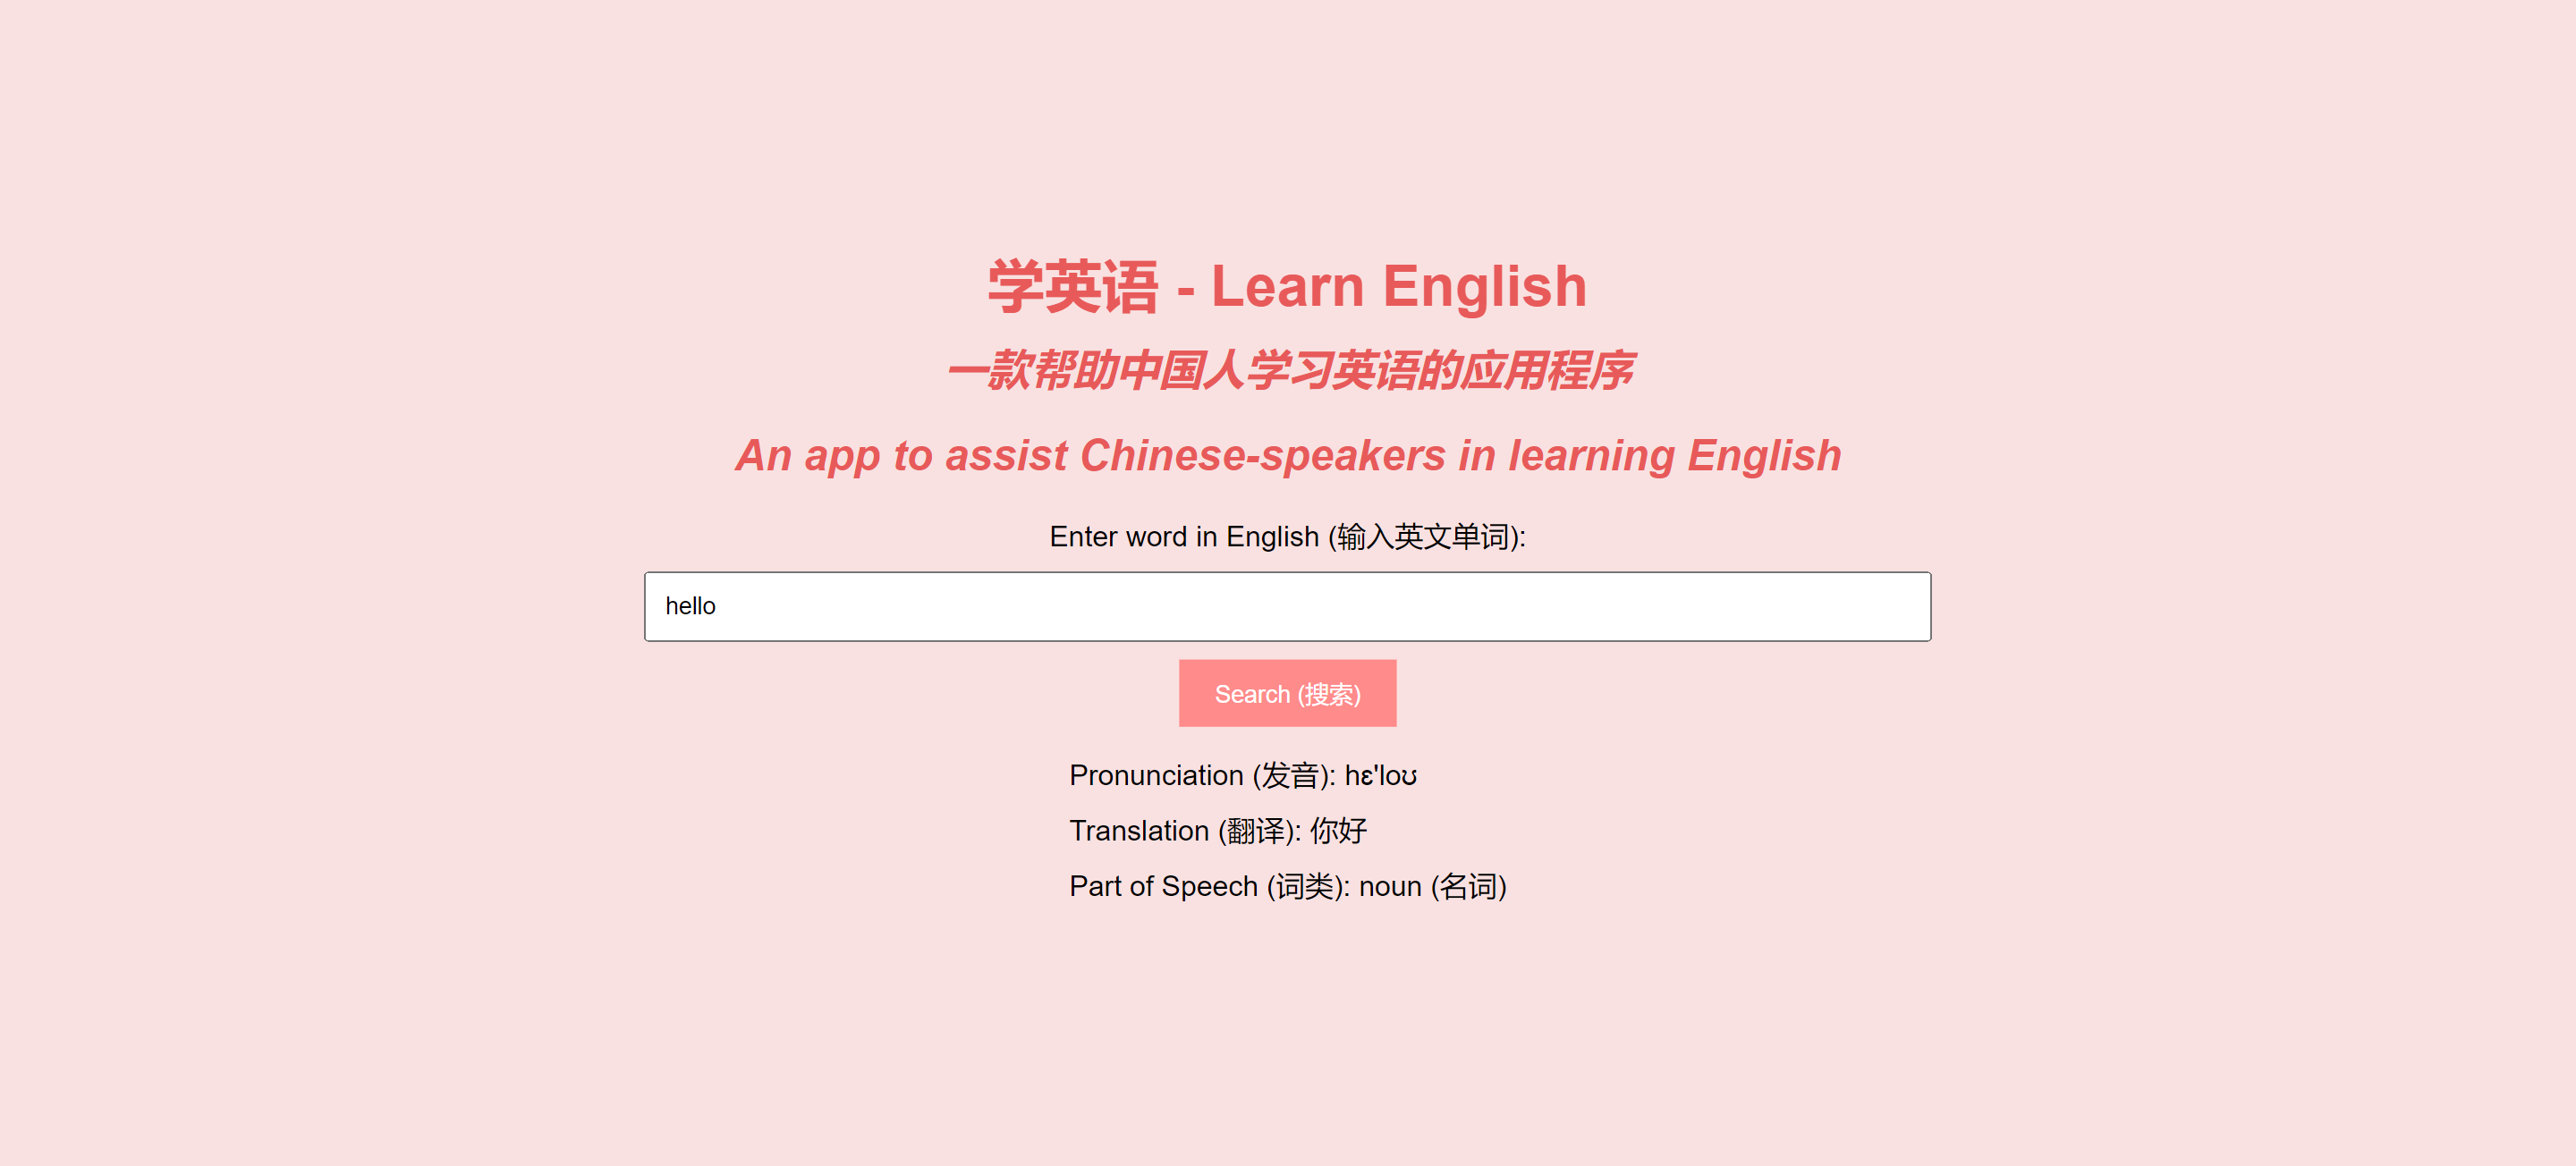 学英语 - Learn English
一款帮助中国人学习英语的应用程序
An app to assist Chinese-speakers in learning English
Enter word in English (输入英文单词):
hello
Search (搜索)
Pronunciation (发音): hɛ'loʊ
Translation (翻译): 你好
Part of Speech (词类): noun (名词)